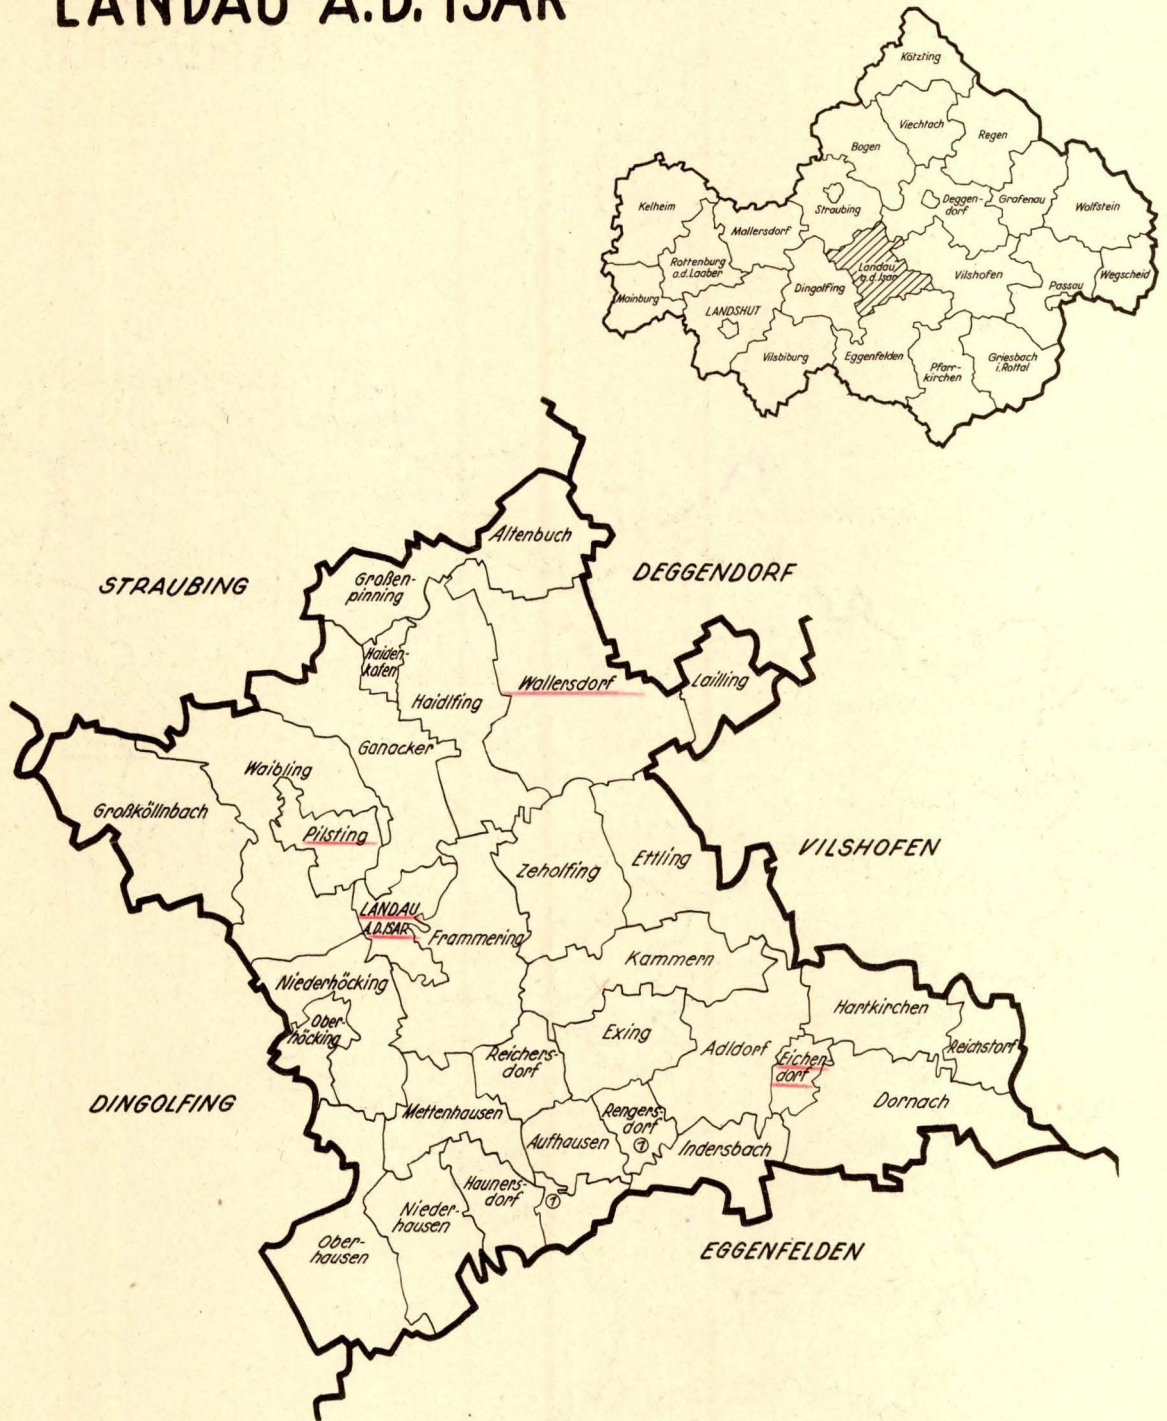 LANDAU A.D. ISAR
Kötzting
Viechtach
Regen
Bogen
Kelheim
Straubing
Deggen-
dorf
Grafenau
Wolfstein
Mallersdorf
Rottenburg
a.d.Laaber
Landau
a.d.Isar
Vilshofen
Wegscheid
Passau
Dingolfing
Mainburg
LANDSHUT
Vilsbiburg
Eggenfelden
Pfarr-
kirchen
Griesbach
i.Rottal
Altenbuch
STRAUBING
DEGGENDORF
Großen-
pinning
Haiden-
kofen
Haidlfing
Wallersdorf
Lailling
Ganacker
Waibling
Großköllnbach
Pilsting
Zeholfing
Ettling
VILSHOFEN
LANDAU
A.D.ISAR
Frammering
Kammern
Niederhöcking
Ober-
höcking
Hartkirchen
Exing
Adldorf
Eichen-
dorf
Reichstorf
Reichers-
dorf
DINGOLFING
Mettenhausen
Rengers-
dorf
1
Dornach
Aufhausen
Indersbach
Hauners-
dorf
1
Nieder-
hausen
Ober-
hausen
EGGENFELDEN